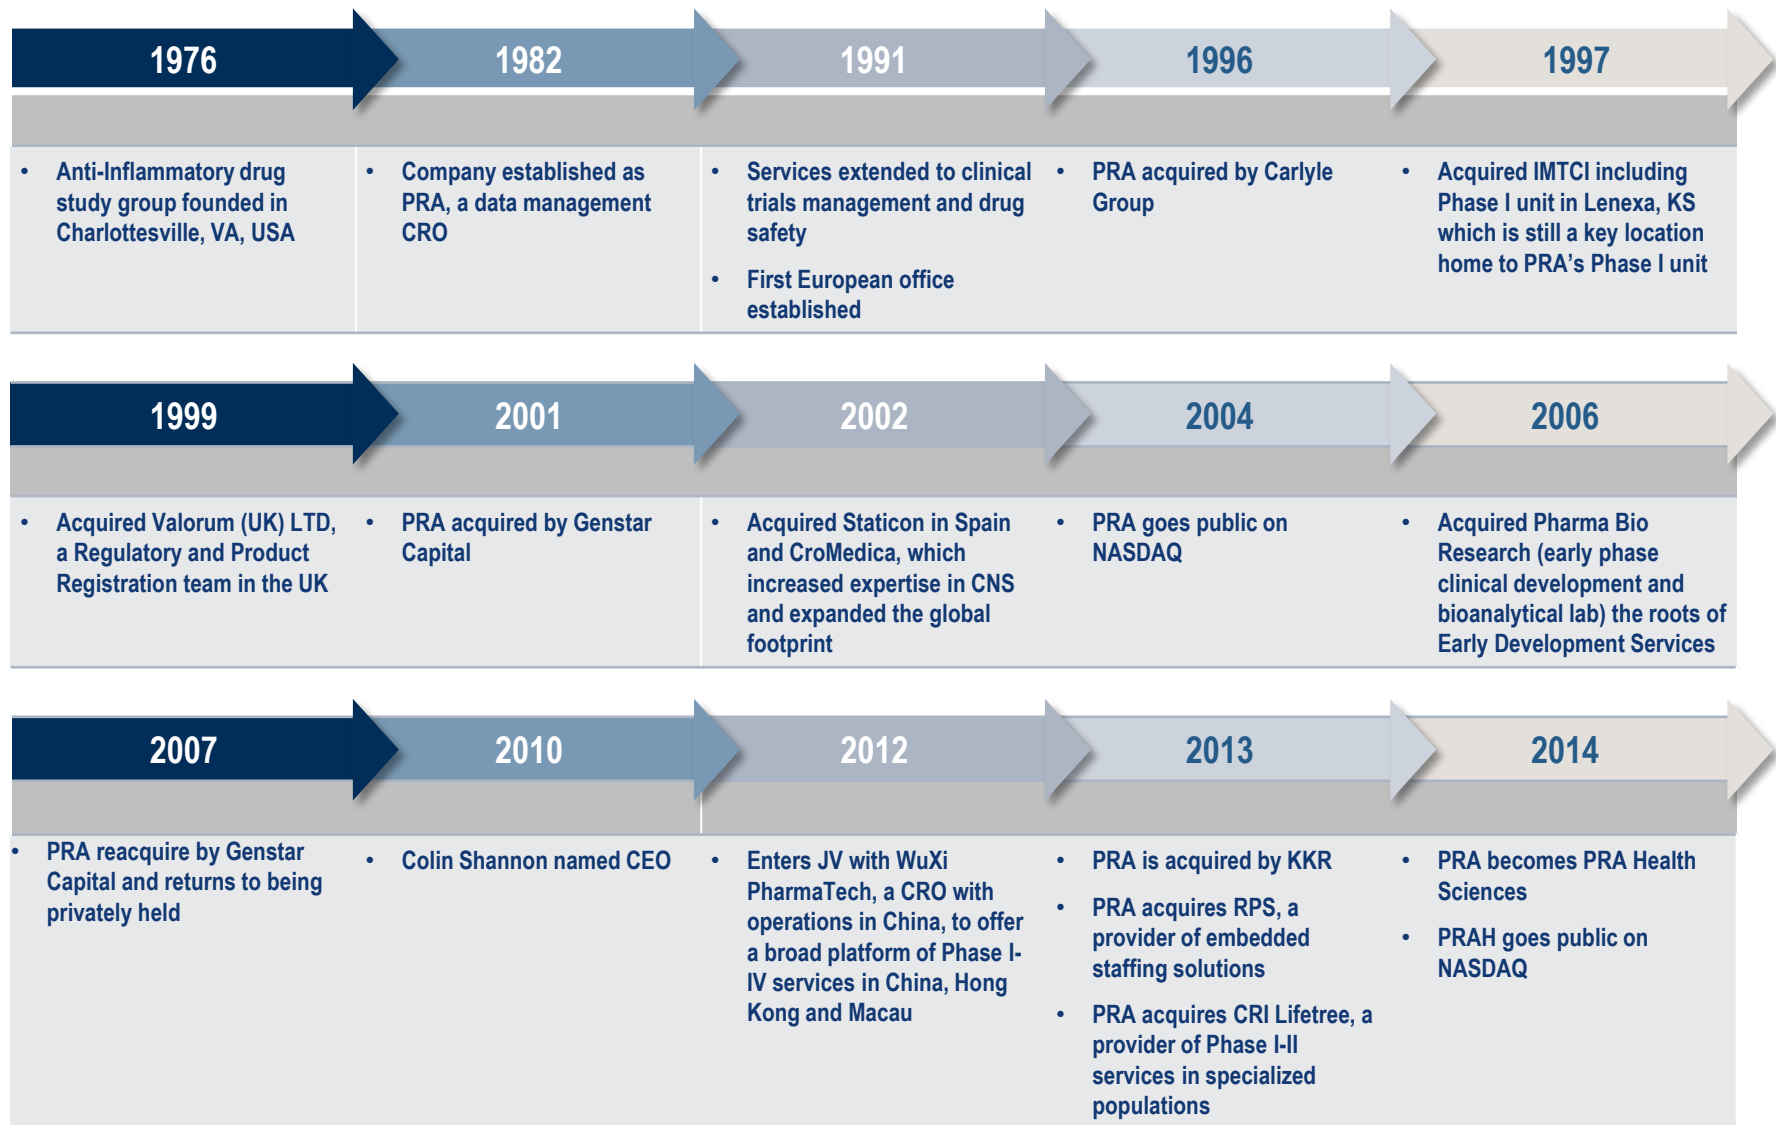 1976
1982
1991
1996
1997
• Anti-Inflammatory drug
study group founded in
Charlottesville, VA, USA
• Company established as
PRA, a data management
CRO
• Services extended to clinical
trials management and drug
safety
• First European office
established
• PRA acquired by Carlyle
Group
• Acquired IMTCI including
Phase I unit in Lenexa, KS
which is still a key location
home to PRA’s Phase I unit
1999
2001
2002
2004
2006
• Acquired Valorum (UK) LTD,
a Regulatory and Product
Registration team in the UK
• PRA acquired by Genstar
Capital
• Acquired Staticon in Spain
and CroMedica, which
increased expertise in CNS
and expanded the global
footprint
• PRA goes public on
NASDAQ
• Acquired Pharma Bio
Research (early phase
clinical development and
bioanalytical lab) the roots of
Early Development Services
2007
2010
2012
2013
2014
• PRA reacquire by Genstar
Capital and returns to being
privately held
• Colin Shannon named CEO
• Enters JV with WuXi
PharmaTech, a CRO with
operations in China, to offer
a broad platform of Phase I-
IV services in China, Hong
Kong and Macau
• PRA is acquired by KKR
• PRA acquires RPS, a
provider of embedded
staffing solutions
• PRA acquires CRI Lifetree, a
provider of Phase I-II
services in specialized
populations
• PRA becomes PRA Health
Sciences
• PRAH goes public on
NASDAQ